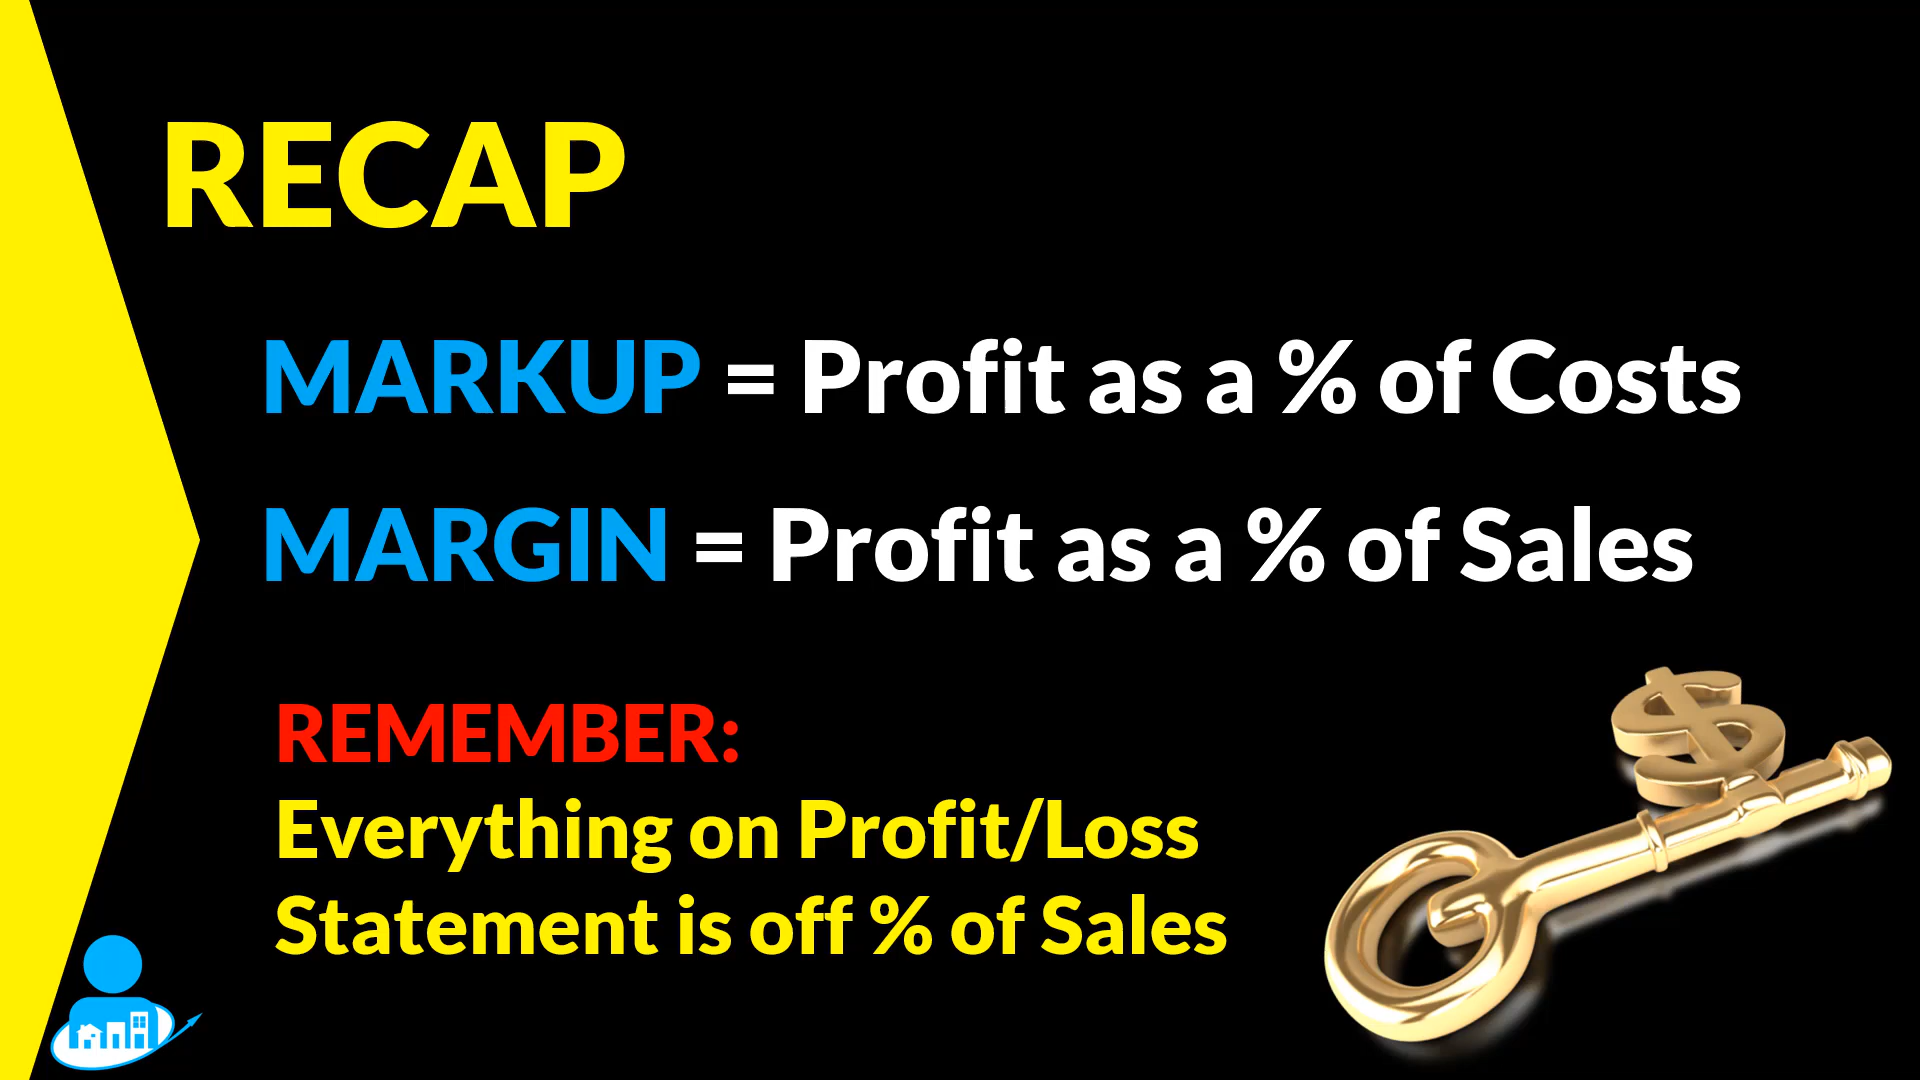 RECAP
MARKUP = Profit as a % of Costs
MARGIN = Profit as a % of Sales
REMEMBER:
Everything on Profit/Loss
Statement is off % of Sales